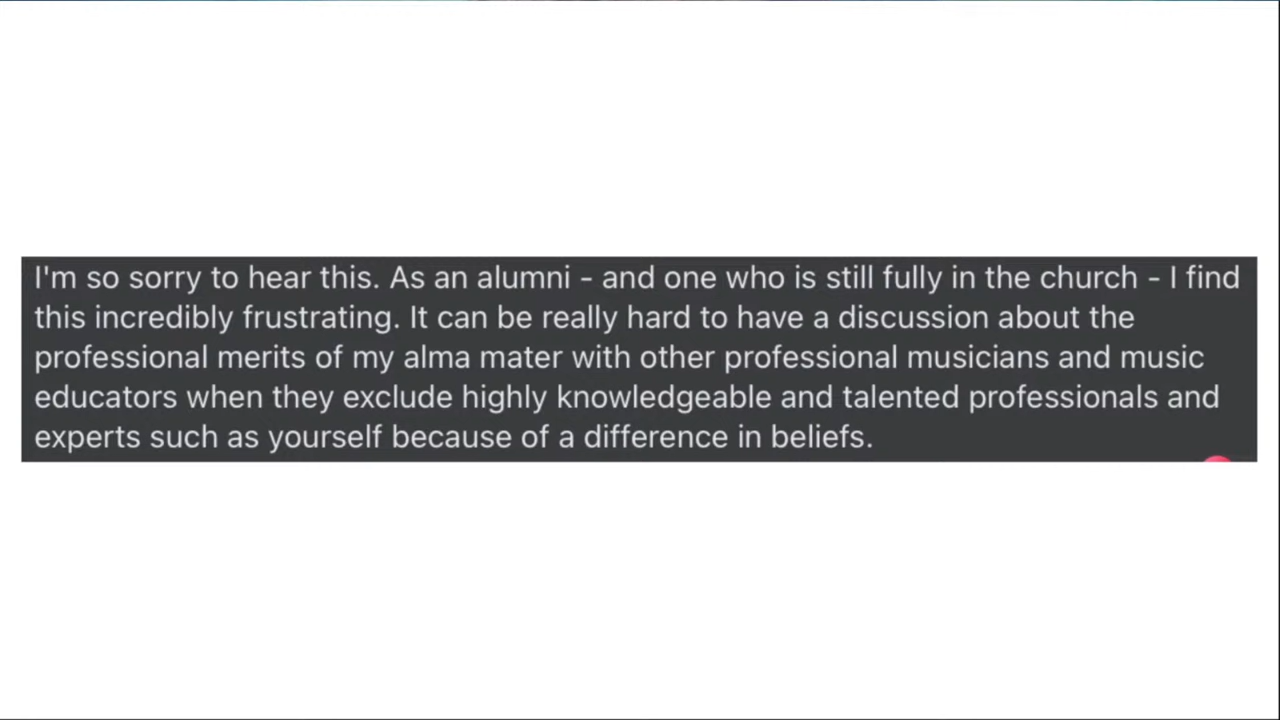 I'm so sorry to hear this. As an alumni - and one who is still fully in the church - I find
this incredibly frustrating. It can be really hard to have a discussion about the
professional merits of my alma mater with other professional musicians and music
educators when they exclude highly knowledgeable and talented professionals and
experts such as yourself because of a difference in beliefs.